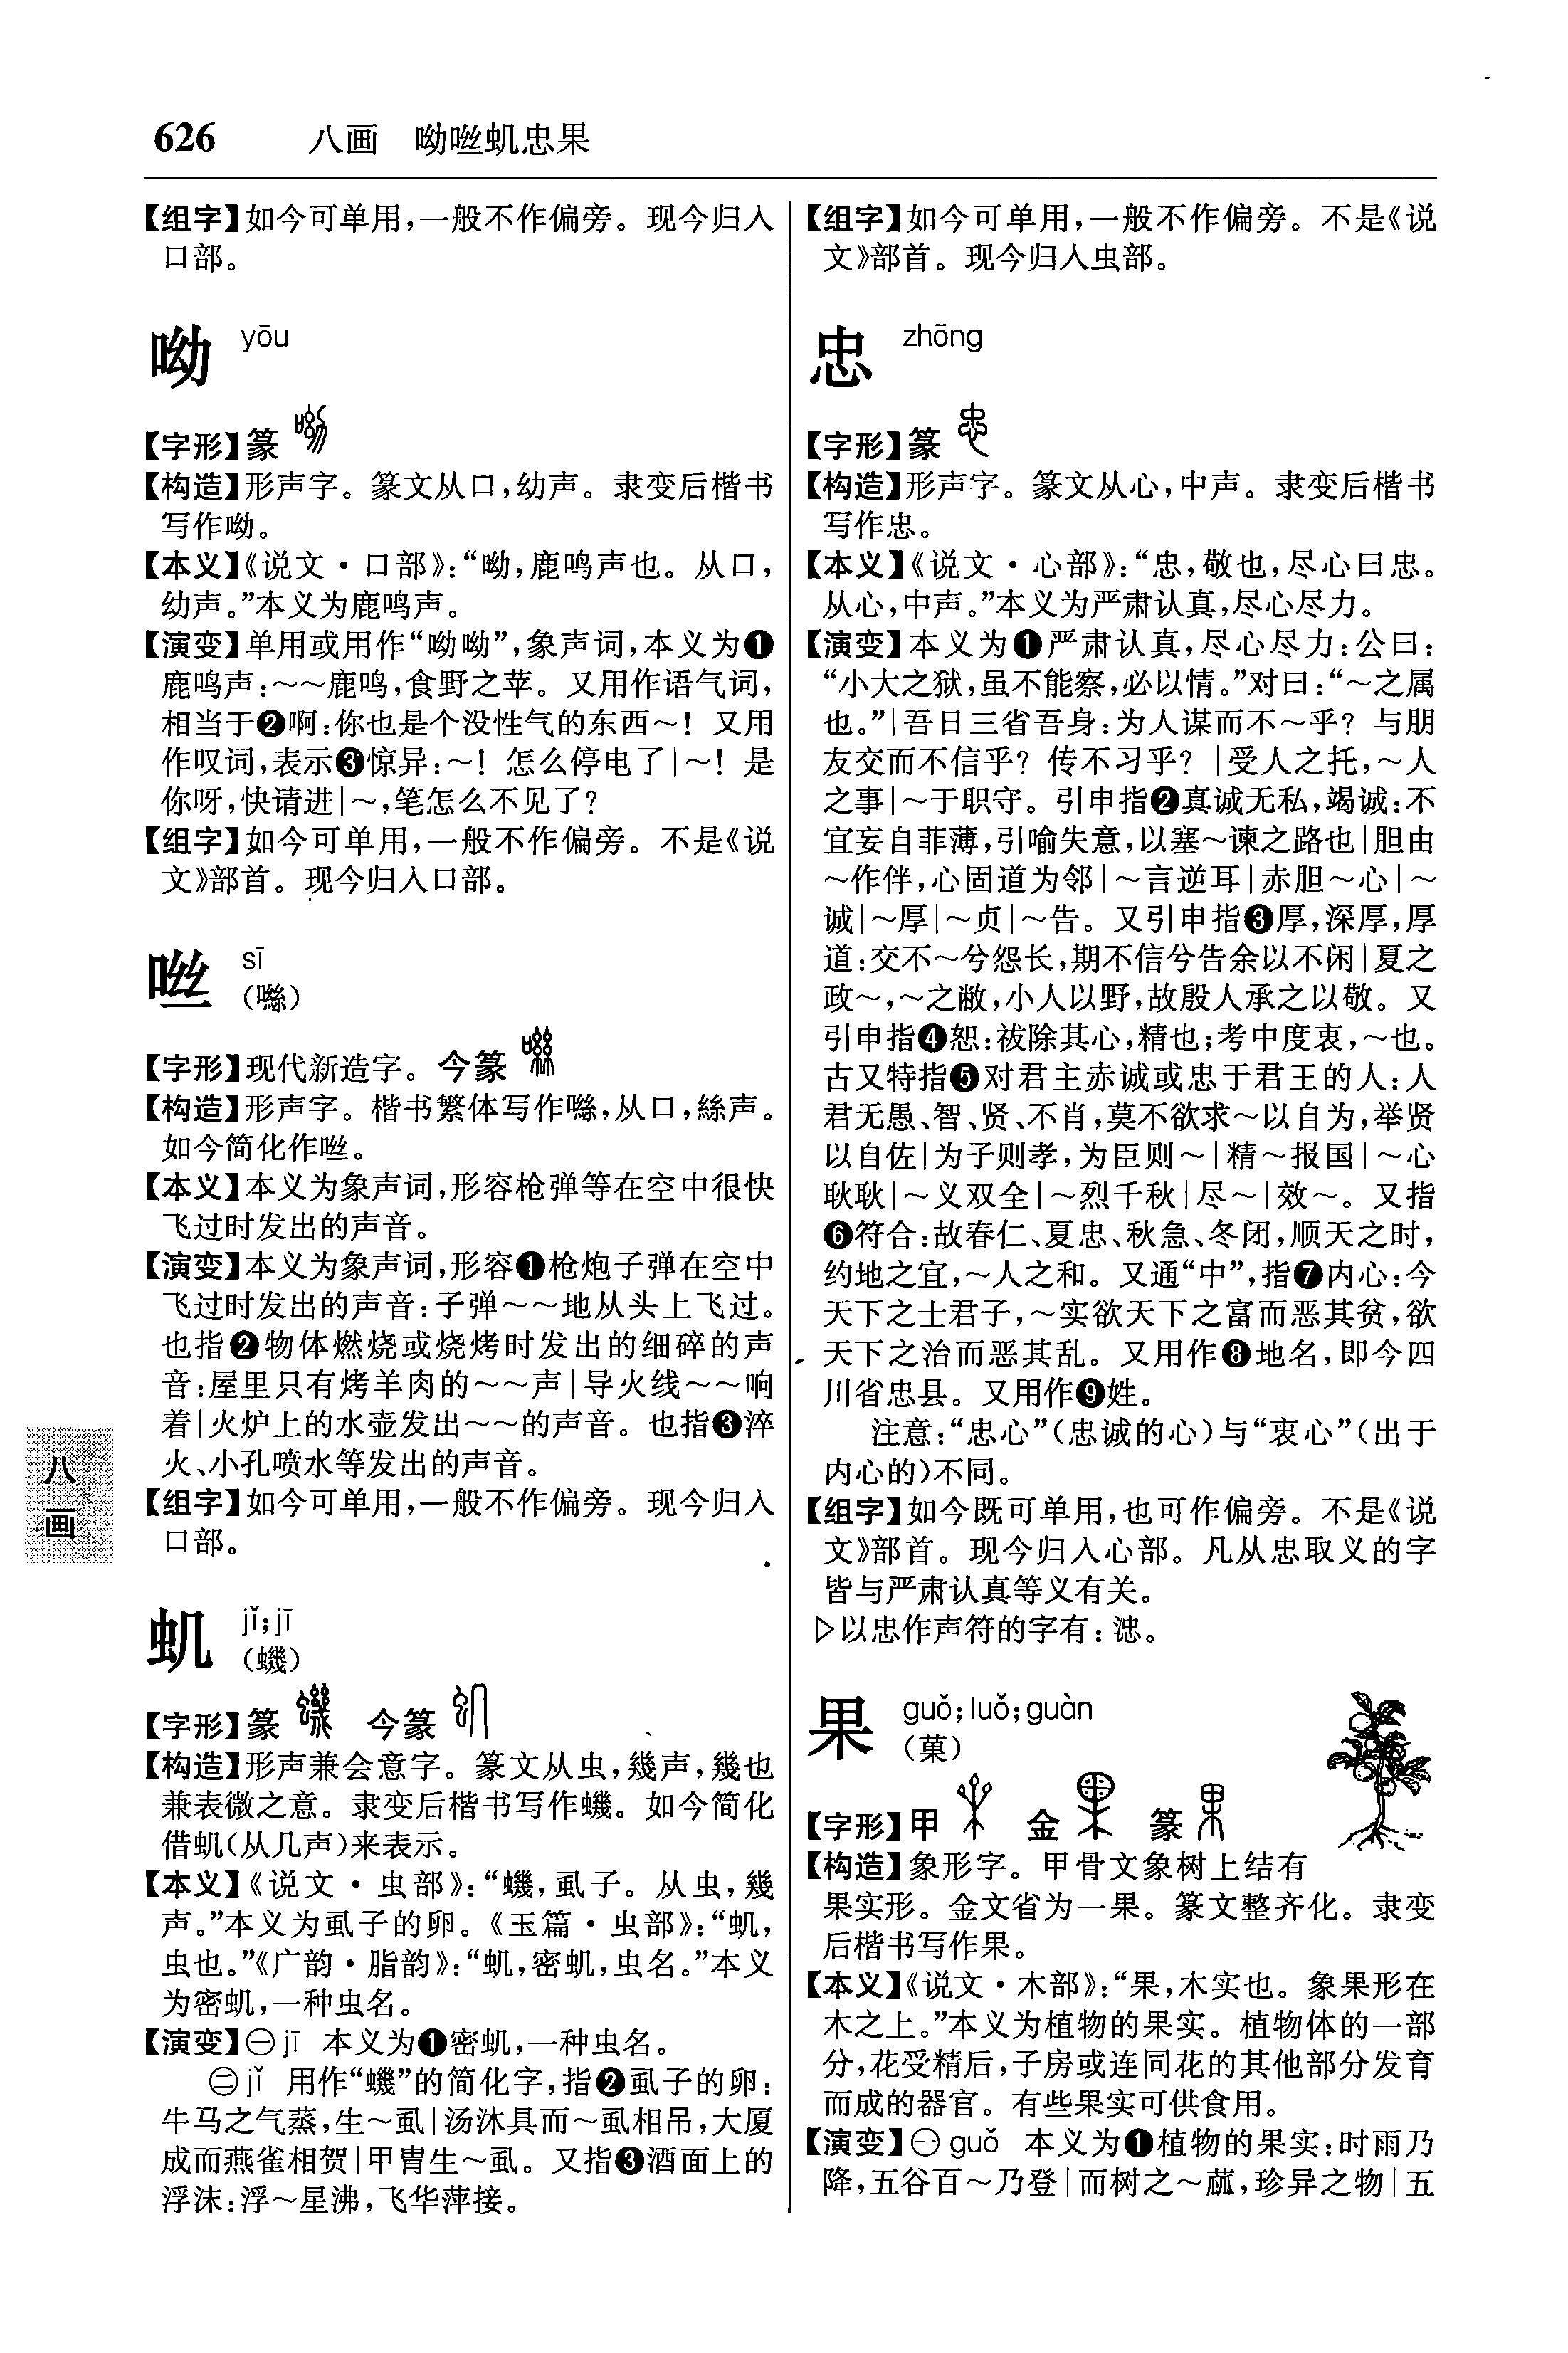 626 八画 呦咝虮忠果
【组字】如今可单用,一般不作偏旁。现今归入
口部。
呦 yōu
【字形】篆
【构造】形声字。篆文从口,幼声。隶变后楷书
写作呦。
【本义】《说文·口部》:“呦,鹿鸣声也。从口,
幼声。”本义为鹿鸣声。
【演变】单用或用作“呦呦”,象声词,本义为❶
鹿鸣声:～～鹿鸣,食野之苹。又用作语气词,
相当于❷啊:你也是个没性气的东西～!又用
作叹词,表示❸惊异:～!怎么停电了|～!是
你呀,快请进|～,笔怎么不见了?
【组字】如今可单用,一般不作偏旁。不是《说
文》部首。现今归入口部。
咝 sī
(噝)
【字形】现代新造字。今篆
【构造】形声字。楷书繁体写作噝,从口,絲声。
如今简化作咝。
【本义】本义为象声词,形容枪弹等在空中很快
飞过时发出的声音。
【演变】本义为象声词,形容❶枪炮子弹在空中
飞过时发出的声音:子弹～～地从头上飞过。
也指❷物体燃烧或烧烤时发出的细碎的声
音:屋里只有烤羊肉的～～声|导火线～～响
着|火炉上的水壶发出～～的声音。也指❸淬
火、小孔喷水等发出的声音。
【组字】如今可单用,一般不作偏旁。现今归入
口部。
虮 jǐ;jī
(蟣)
【字形】篆 今篆
【构造】形声兼会意字。篆文从虫,幾声,幾也
兼表微之意。隶变后楷书写作蟣。如今简化
借虮(从几声)来表示。
【本义】《说文·虫部》:“蟣,虱子。从虫,幾
声。”本义为虱子的卵。《玉篇·虫部》:“虮,
虫也。”《广韵·脂韵》:“虮,密虮,虫名。”本义
为密虮,一种虫名。
【演变】㊀jī 本义为❶密虮,一种虫名。
㊁jǐ 用作“蟣”的简化字,指❷虱子的卵:
牛马之气蒸,生～虱|汤沐具而～虱相吊,大厦
成而燕雀相贺|甲胄生～虱。又指❸酒面上的
浮沫:浮～星沸,飞华萍接。
八画
【组字】如今可单用,一般不作偏旁。不是《说
文》部首。现今归入虫部。
忠 zhōng
【字形】篆
【构造】形声字。篆文从心,中声。隶变后楷书
写作忠。
【本义】《说文·心部》:“忠,敬也,尽心曰忠。
从心,中声。”本义为严肃认真,尽心尽力。
【演变】本义为❶严肃认真,尽心尽力:公曰:
“小大之狱,虽不能察,必以情。”对曰:“～之属
也。”|吾日三省吾身:为人谋而不～乎?与朋
友交而不信乎?传不习乎?|受人之托,～人
之事|～于职守。引申指❷真诚无私,竭诚:不
宜妄自菲薄,引喻失意,以塞～谏之路也|胆由
～作伴,心固道为邻|～言逆耳|赤胆～心|～
诚|～厚|～贞|～告。又引申指❸厚,深厚,厚
道:交不～兮怨长,期不信兮告余以不闲|夏之
政～,～之敝,小人以野,故殷人承之以敬。又
引申指❹恕:祓除其心,精也;考中度衷,～也。
古又特指❺对君主赤诚或忠于君王的人:人
君无愚、智、贤、不肖,莫不欲求～以自为,举贤
以自佐|为子则孝,为臣则～|精～报国|～心
耿耿|～义双全|～烈千秋|尽～|效～。又指
❻符合:故春仁、夏忠、秋急、冬闭,顺天之时,
约地之宜,～人之和。又通“中”,指❼内心:今
天下之士君子,～实欲天下之富而恶其贫,欲
天下之治而恶其乱。又用作❽地名,即今四
川省忠县。又用作❾姓。
注意:“忠心”(忠诚的心)与“衷心”(出于
内心的)不同。
【组字】如今既可单用,也可作偏旁。不是《说
文》部首。现今归入心部。凡从忠取义的字
皆与严肃认真等义有关。
▷以忠作声符的字有:浺。
果 guǒ;luǒ;guàn
(菓)
【字形】甲 金 篆
【构造】象形字。甲骨文象树上结有
果实形。金文省为一果。篆文整齐化。隶变
后楷书写作果。
【本义】《说文·木部》:“果,木实也。象果形在
木之上。”本义为植物的果实。植物体的一部
分,花受精后,子房或连同花的其他部分发育
而成的器官。有些果实可供食用。
【演变】㊀guǒ 本义为❶植物的果实:时雨乃
降,五谷百～乃登|而树之～蓏,珍异之物|五